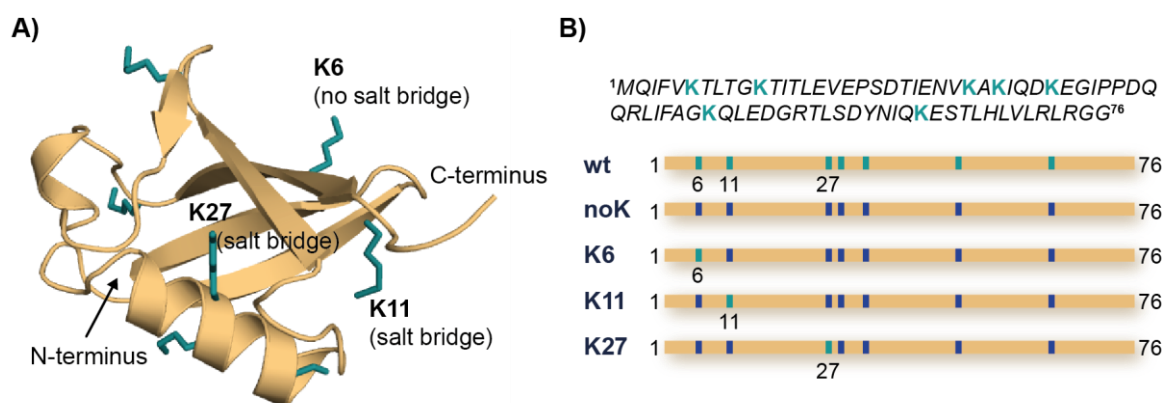 A)
K6
(no salt bridge)
C-terminus
K27
(salt bridge)
K11
(salt bridge)
N-terminus
B)
¹MQIFVKTLTGKTITLEVEPSDTIENVKAKIQDKEGIPPDQ
QRLIFAGKQLEDGRTLSDYNIQKESTLHLVLRLRGG⁷⁶
wt 1 76
6 11 27
noK 1 76
K6 1 76
6
K11 1 76
11
K27 1 76
27